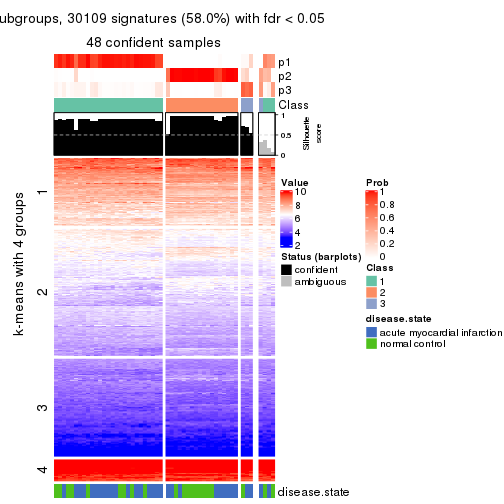 ubgroups, 30109 signatures (58.0%) with fdr < 0.05
48 confident samples
p1
p2
p3
Class
1
0.5
0
Silhouette
score
k-means with 4 groups
1
2
3
4
disease.state
Value
10
8
6
4
2
Status (barplots)
confident
ambiguous
Prob
1
0.8
0.6
0.4
0.2
0
Class
1
2
3
disease.state
acute myocardial infarction
normal control